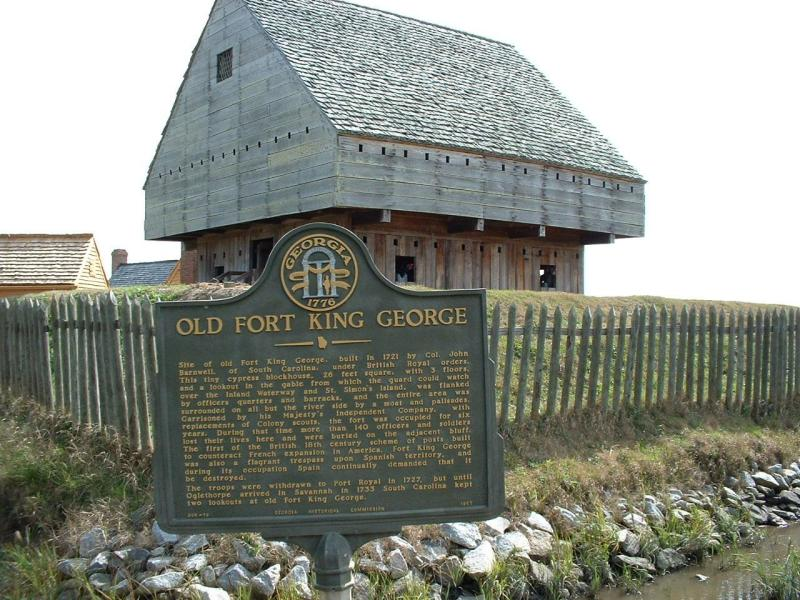 GEORGIA
1776
OLD FORT KING GEORGE
Site of old Fort King George, built in 1721 by Col. John
Barnwell, of South Carolina, under British Royal orders.
This tiny cypress blockhouse, 26 feet square, with 3 floors,
and a lookout in the gable from which the guard could watch
over the Inland Waterway and St. Simon's Island, was flanked
by officers quarters and barracks, and the entire area was
surrounded on all but the river side by a moat and palisades.
Garrisoned by his Majesty's Independent Company, with
replacements of Colony scouts, the fort was occupied for six
years. During that time more than 140 officers and soldiers
lost their lives here and were buried on the adjacent bluff.
The first of the British 18th century scheme of posts built
to counteract French expansion in America, Fort King George
was also a flagrant trespass upon Spanish territory, and
during its occupation Spain continually demanded that it
be destroyed.
The troops were withdrawn to Port Royal in 1727, but until
Oglethorpe arrived in Savannah in 1733 South Carolina kept
two lookouts at old Fort King George.
GEORGIA HISTORICAL COMMISSION